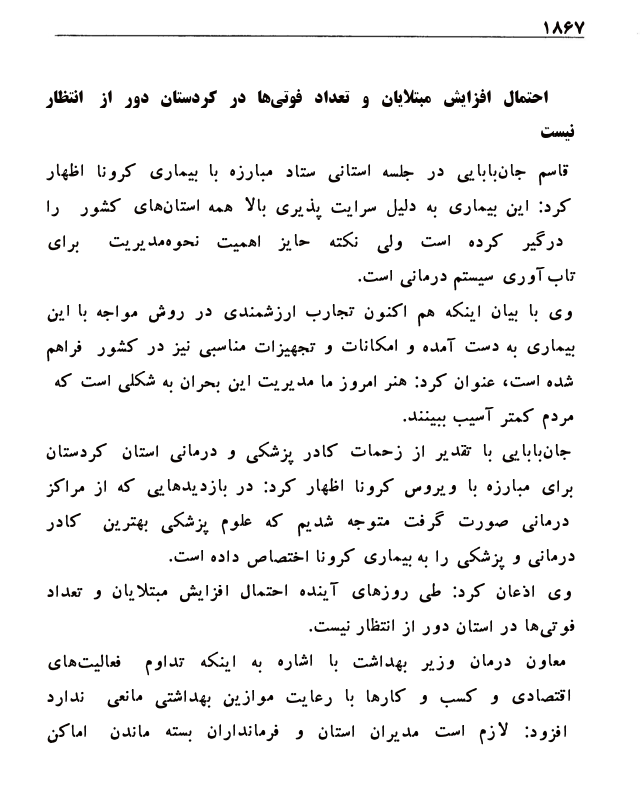 ۱۸۶۷
احتمال افزایش مبتلایان و تعداد فوتی‌ها در کردستان دور از انتظار
نیست
قاسم جان‌بابایی در جلسه استانی ستاد مبارزه با بیماری کرونا اظهار
کرد: این بیماری به دلیل سرایت پذیری بالا همه استان‌های کشور را
درگیر کرده است ولی نکته حایز اهمیت نحوه‌مدیریت برای
تاب آوری سیستم درمانی است.
وی با بیان اینکه هم اکنون تجارب ارزشمندی در روش مواجه با این
بیماری به دست آمده و امکانات و تجهیزات مناسبی نیز در کشور فراهم
شده است، عنوان کرد: هنر امروز ما مدیریت این بحران به شکلی است که
مردم کمتر آسیب ببینند.
جان‌بابایی با تقدیر از زحمات کادر پزشکی و درمانی استان کردستان
برای مبارزه با ویروس کرونا اظهار کرد: در بازدیدهایی که از مراکز
درمانی صورت گرفت متوجه شدیم که علوم پزشکی بهترین کادر
درمانی و پزشکی را به بیماری کرونا اختصاص داده است.
وی اذعان کرد: طی روزهای آینده احتمال افزایش مبتلایان و تعداد
فوتی‌ها در استان دور از انتظار نیست.
معاون درمان وزیر بهداشت با اشاره به اینکه تداوم فعالیت‌های
اقتصادی و کسب و کارها با رعایت موازین بهداشتی مانعی ندارد
افزود: لازم است مدیران استان و فرمانداران بسته ماندن اماکن